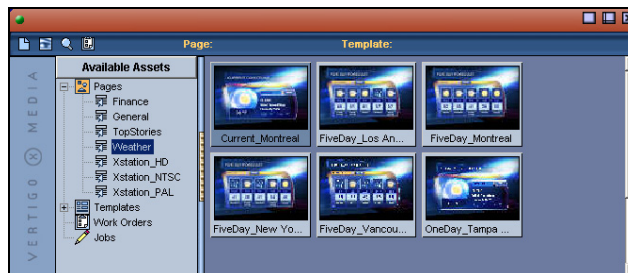 Page: Template:
Available Assets
Pages
Finance
General
TopStories
Weather
Xstation_HD
Xstation_NTSC
Xstation_PAL
Templates
Work Orders
Jobs
VERTIGO X MEDIA
Current_Montreal FiveDay_Los An... FiveDay_Montreal
FiveDay_New Yo... FiveDay_Vancou... OneDay_Tampa ...